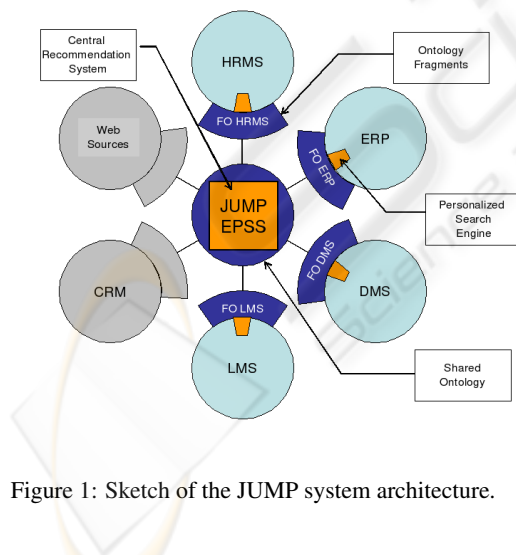 Central
Recommendation
System
HRMS
Ontology
Fragments
FO HRMS
Web
Sources
ERP
FO ERP
JUMP
EPSS
Personalized
Search
Engine
FO DMS
CRM
DMS
FO LMS
LMS
Shared
Ontology
Figure 1: Sketch of the JUMP system architecture.